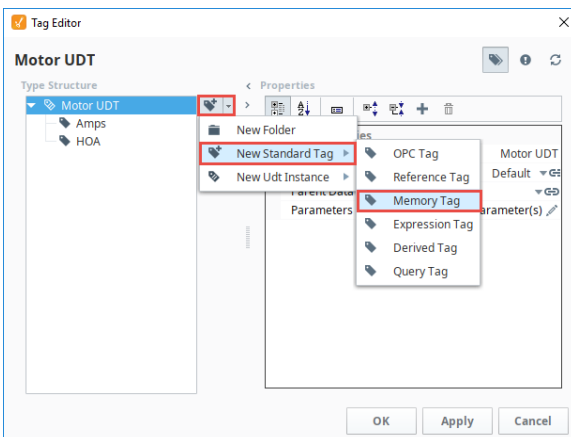 Tag Editor
Motor UDT
Type Structure
Properties
Motor UDT
Amps
HOA
New Folder
New Standard Tag
New Udt Instance
OPC Tag
Reference Tag
Memory Tag
Expression Tag
Derived Tag
Query Tag
Motor UDT
Default
Parameters
OK
Apply
Cancel